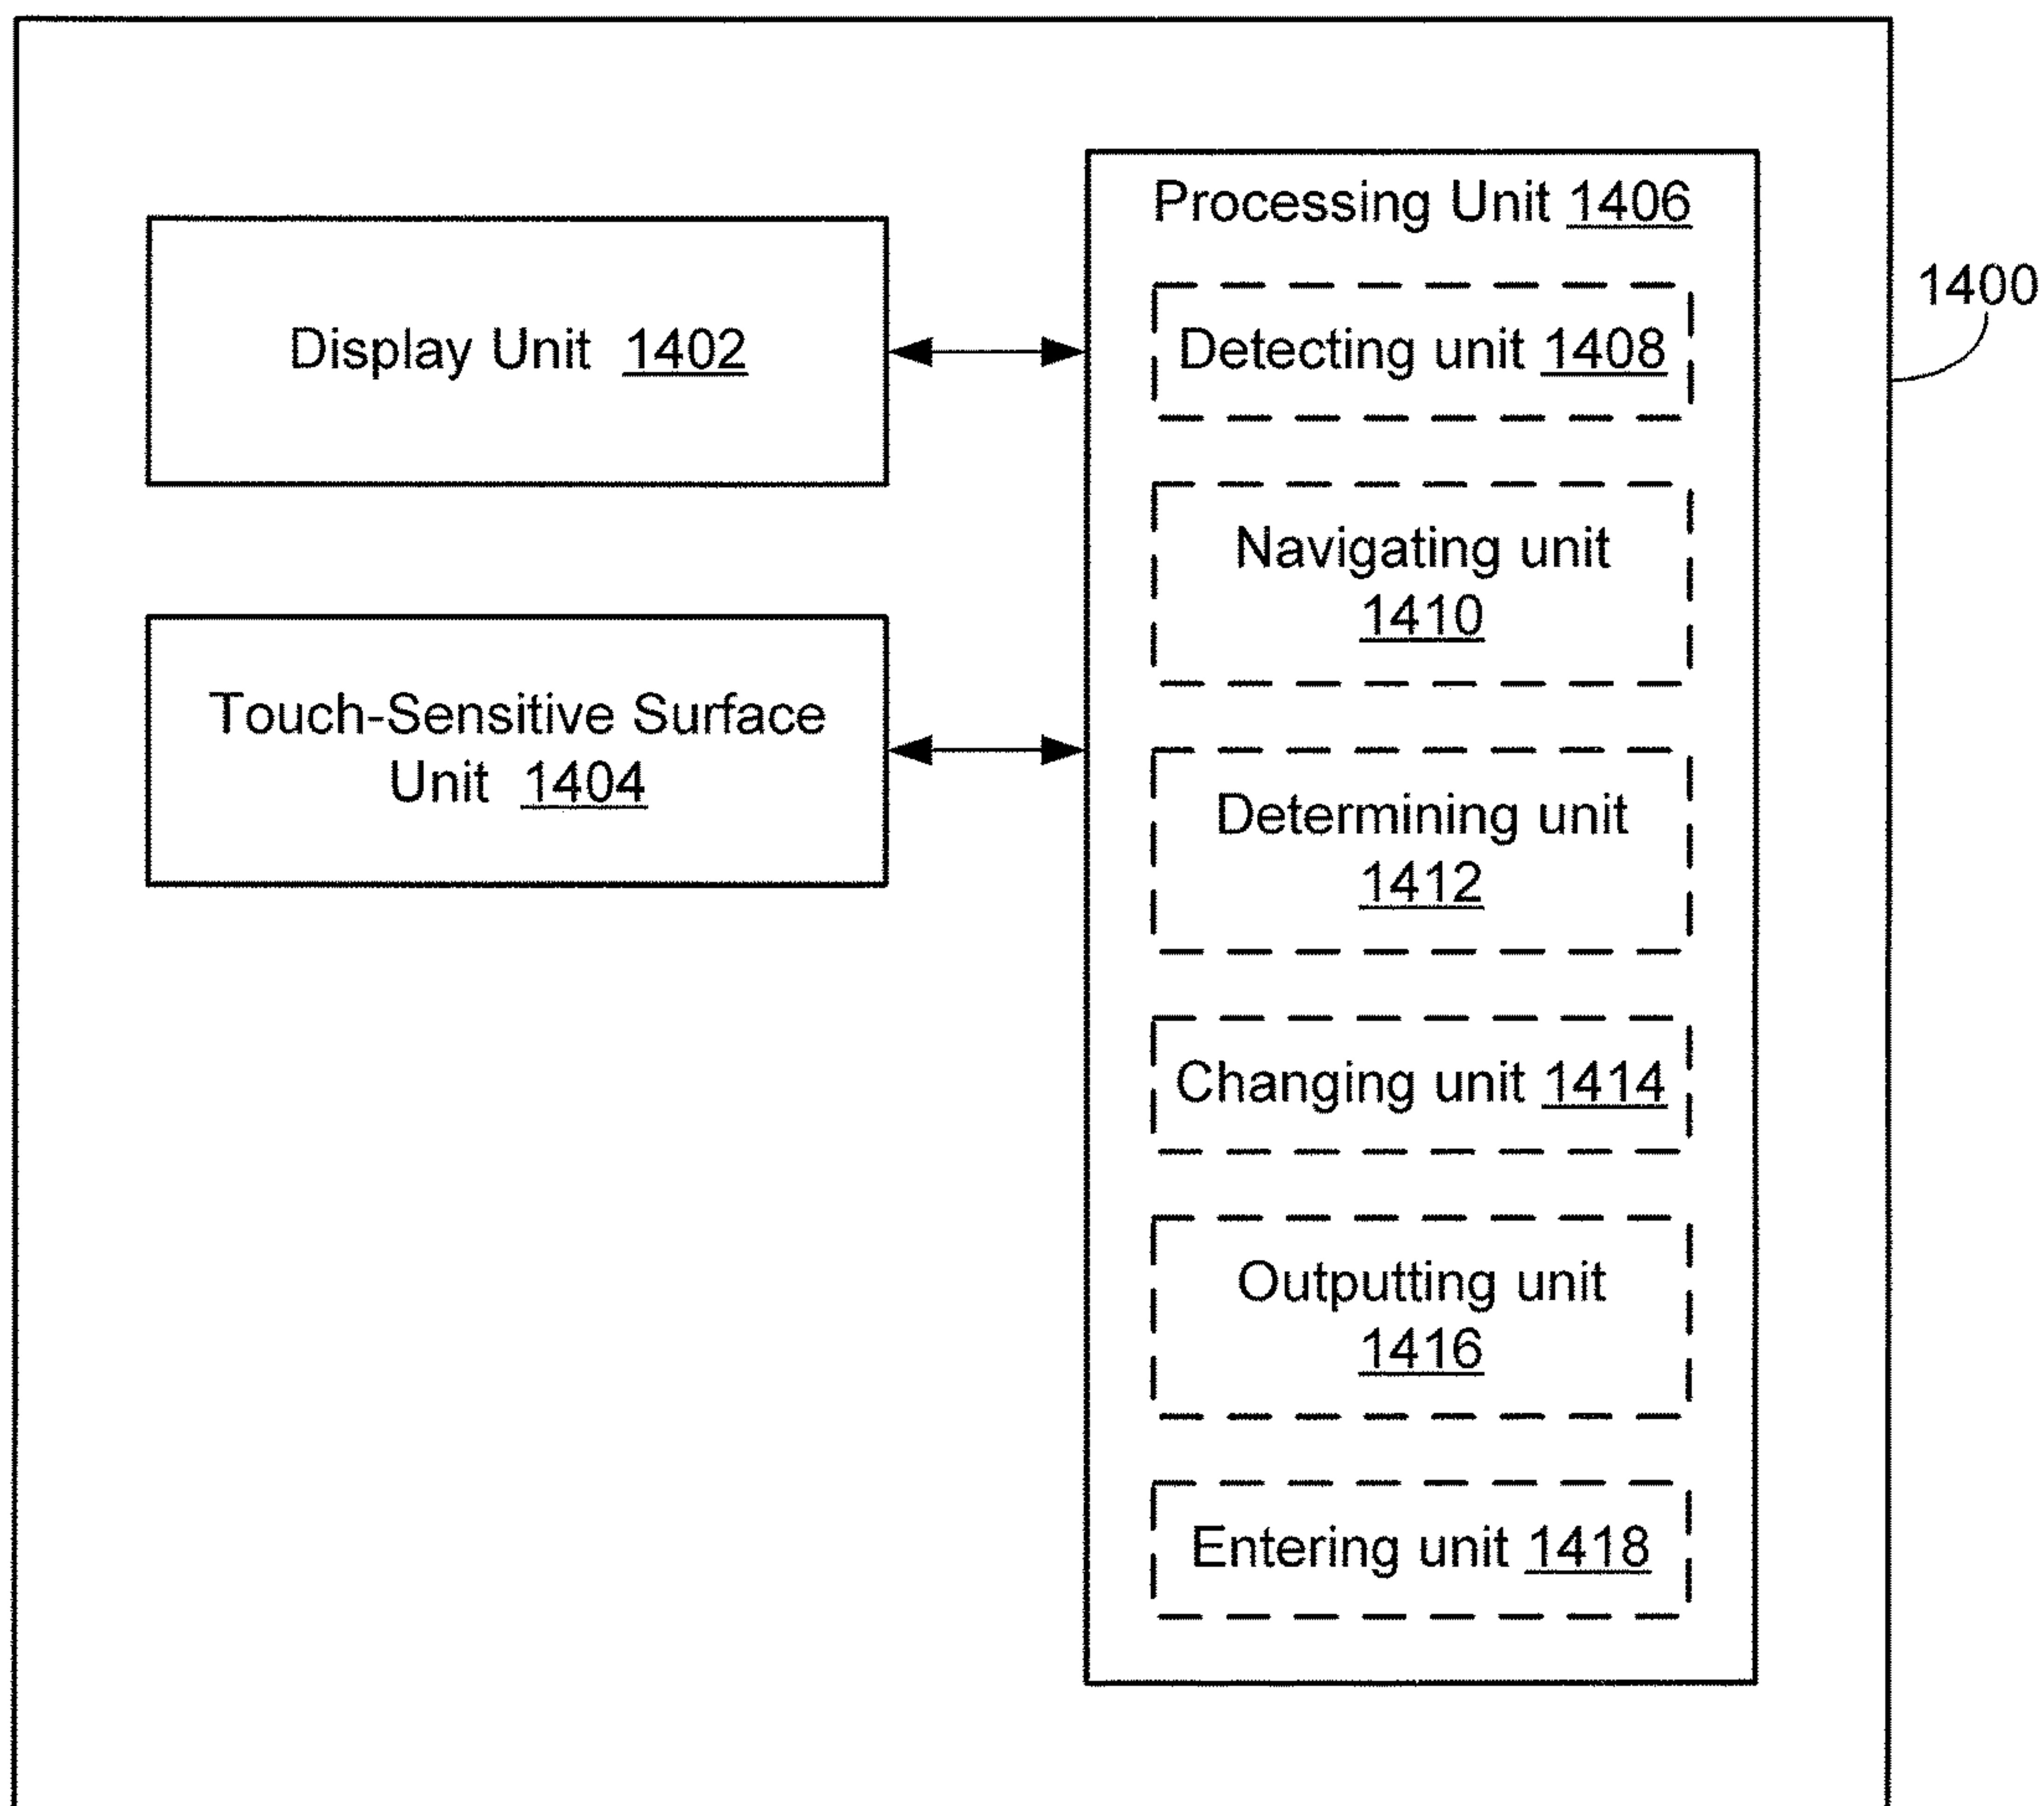 Processing Unit 1406
1400
Display Unit 1402
Detecting unit 1408
Navigating unit
1410
Touch-Sensitive Surface
Unit 1404
Determining unit
1412
Changing unit 1414
Outputting unit
1416
Entering unit 1418